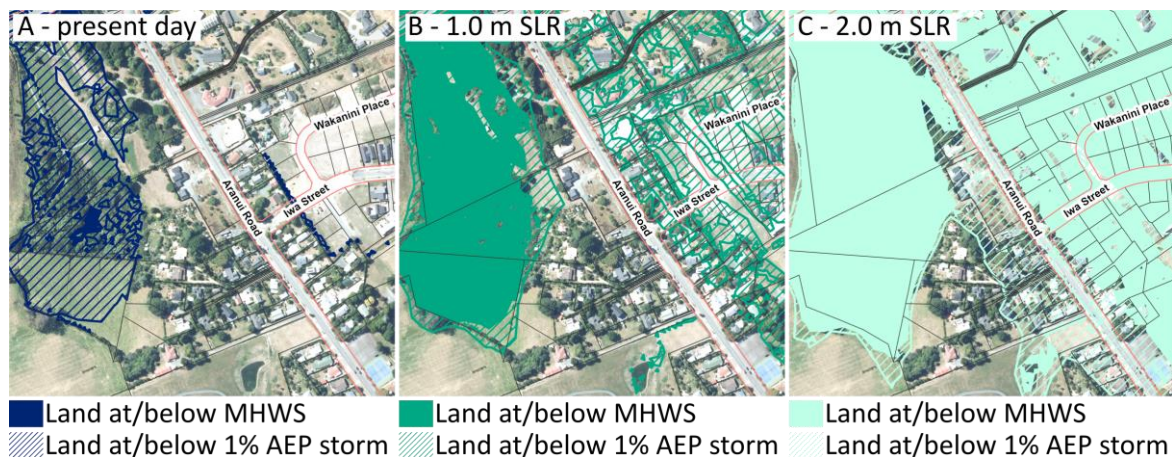 A - present day
B - 1.0 m SLR
C - 2.0 m SLR
Wakanini Place
Iwa Street
Aranui Road
Wakanini Place
Iwa Street
Aranui Road
Wakanini Place
Iwa Street
Aranui Road
Land at/below MHWS
Land at/below MHWS
Land at/below MHWS
Land at/below 1% AEP storm
Land at/below 1% AEP storm
Land at/below 1% AEP storm